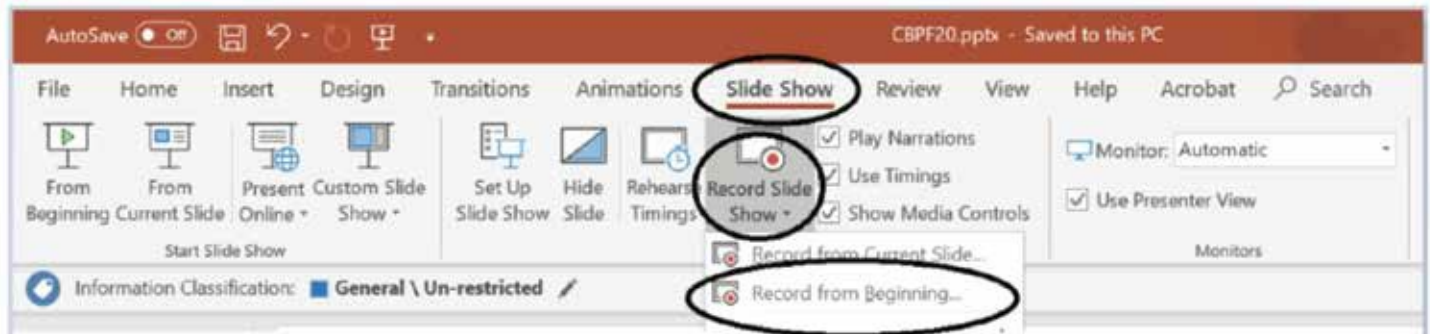 AutoSave Off CBPF20.pptx - Saved to this PC
File Home Insert Design Transitions Animations Slide Show Review View Help Acrobat Search
From Beginning
From Current Slide
Present Online
Custom Slide Show
Set Up Slide Show
Hide Slide
Rehearse Timings
Record Slide Show
Play Narrations
Use Timings
Show Media Controls
Monitor: Automatic
Use Presenter View
Start Slide Show
Monitors
Record from Current Slide...
Record from Beginning...
Information Classification: General \ Un-restricted